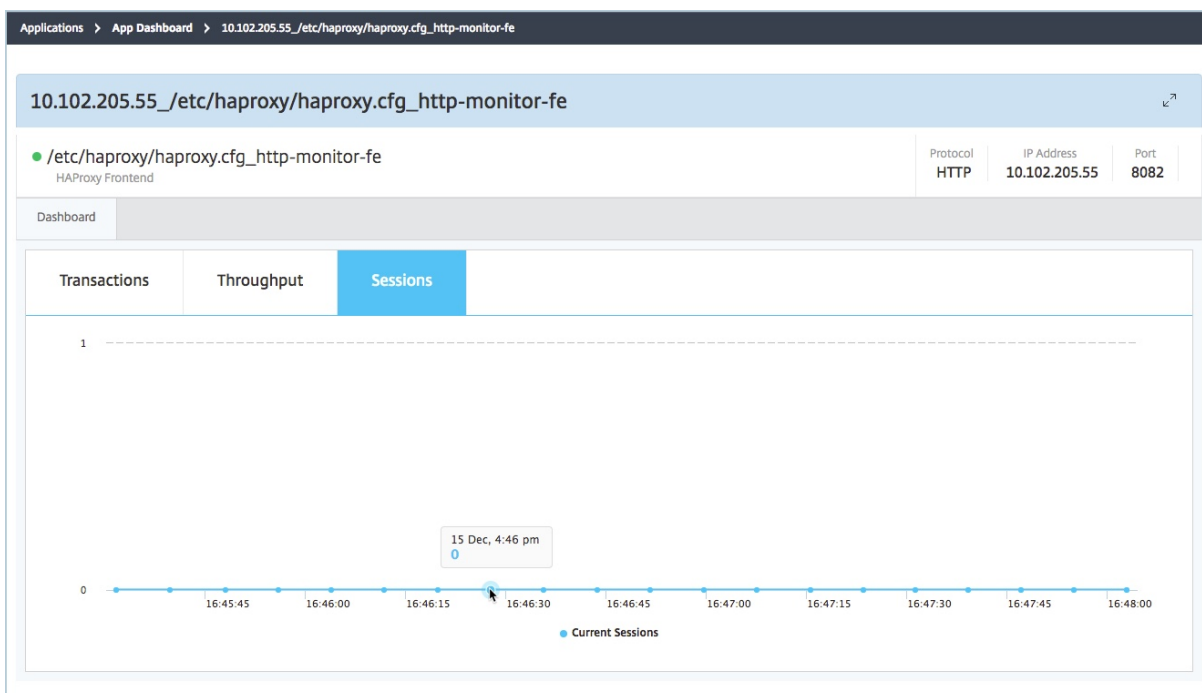 Applications > App Dashboard > 10.102.205.55_/etc/haproxy/haproxy.cfg_http-monitor-fe
10.102.205.55_/etc/haproxy/haproxy.cfg_http-monitor-fe
/etc/haproxy/haproxy.cfg_http-monitor-fe
HAProxy Frontend
Protocol IP Address Port
HTTP 10.102.205.55 8082
Dashboard
Transactions Throughput Sessions
1
15 Dec, 4:46 pm
0
0
16:45:45 16:46:00 16:46:15 16:46:30 16:46:45 16:47:00 16:47:15 16:47:30 16:47:45 16:48:00
Current Sessions